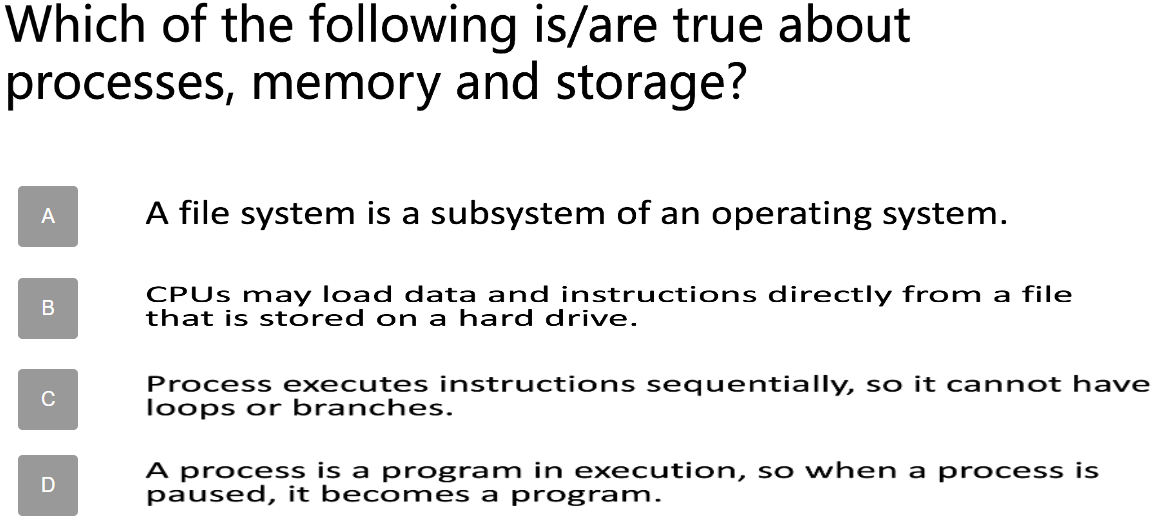 Which of the following is/are true about
processes, memory and storage?
A
A file system is a subsystem of an operating system.
B
CPUs may load data and instructions directly from a file
that is stored on a hard drive.
C
Process executes instructions sequentially, so it cannot have
loops or branches.
D
A process is a program in execution, so when a process is
paused, it becomes a program.